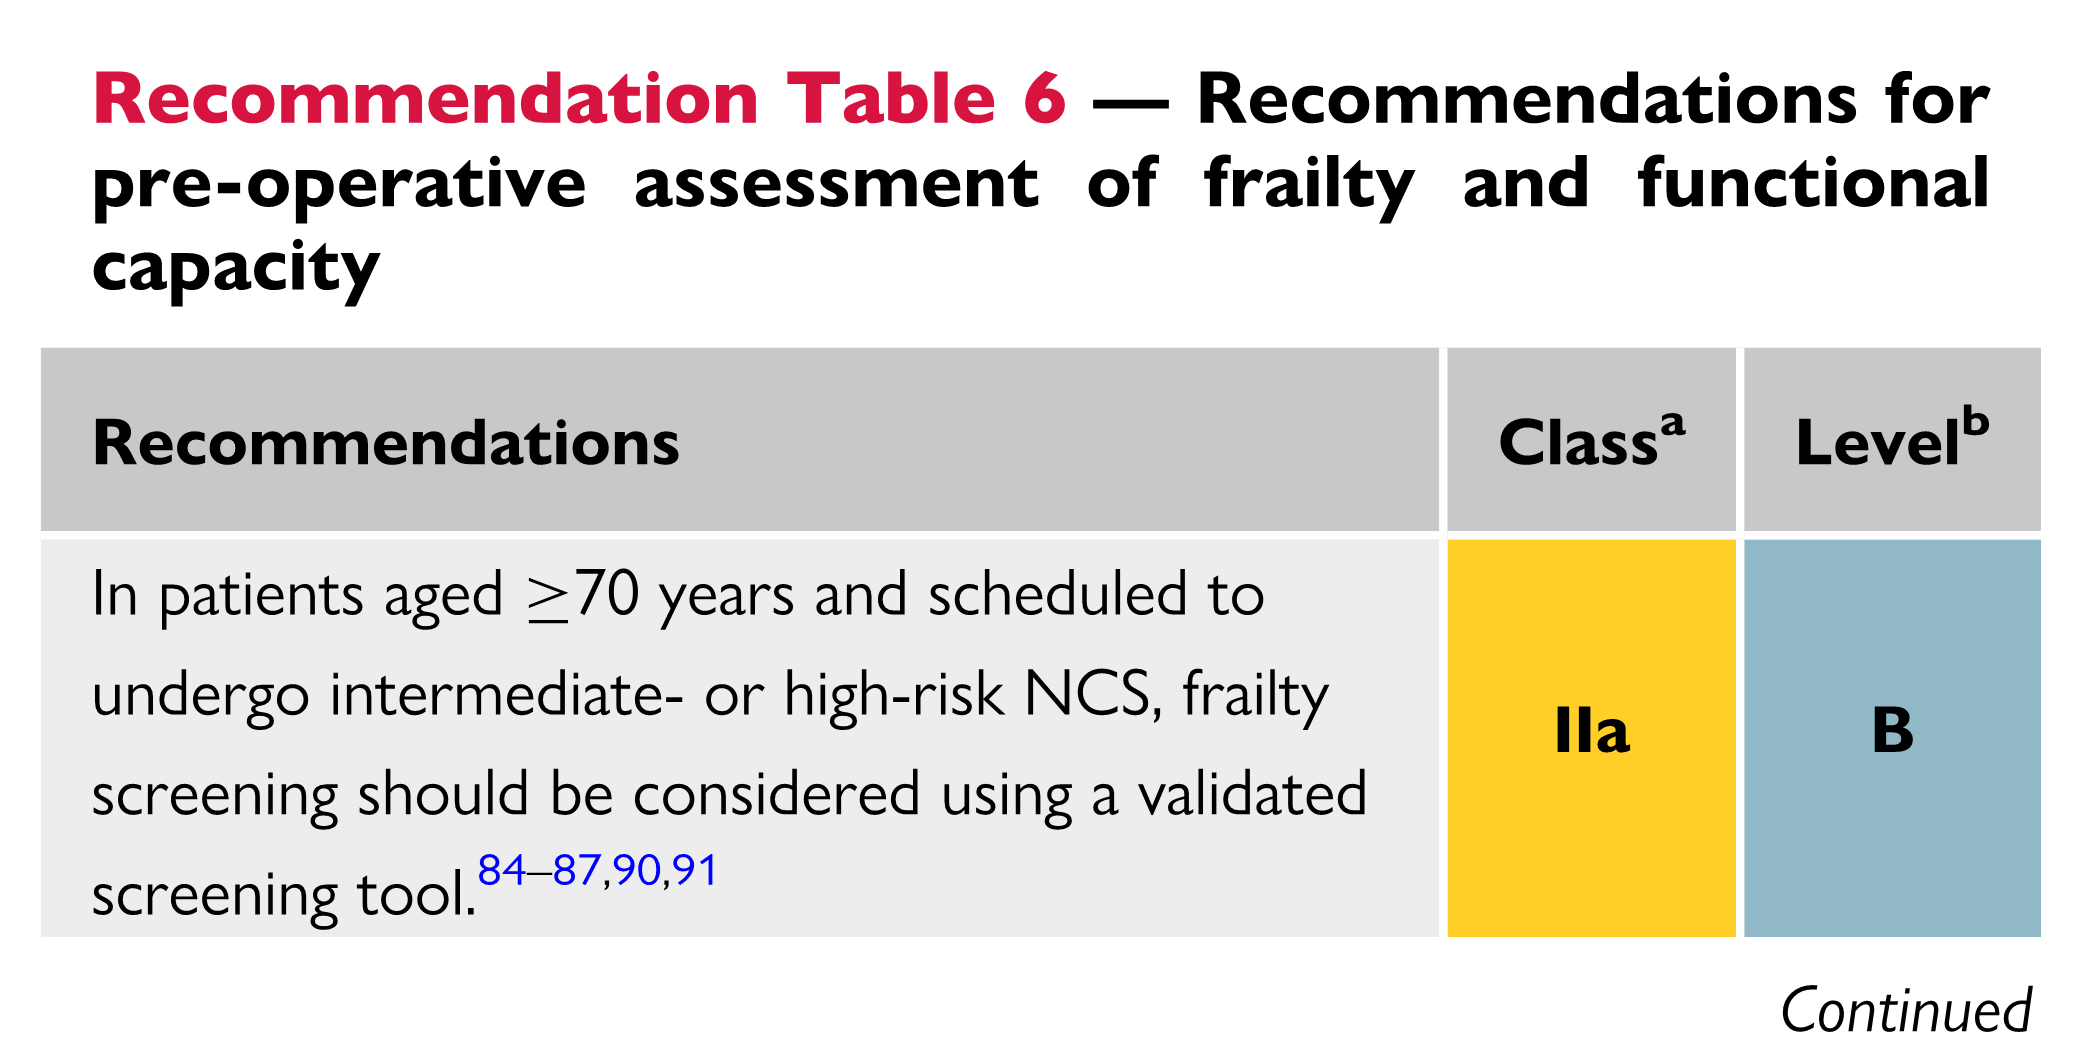 Recommendation Table 6 — Recommendations for
pre-operative assessment of frailty and functional
capacity
Recommendations Classᵃ Levelᵇ
In patients aged ≥70 years and scheduled to
undergo intermediate- or high-risk NCS, frailty
screening should be considered using a validated
screening tool.⁸⁴⁻⁸⁷,⁹⁰,⁹¹
IIa B
Continued